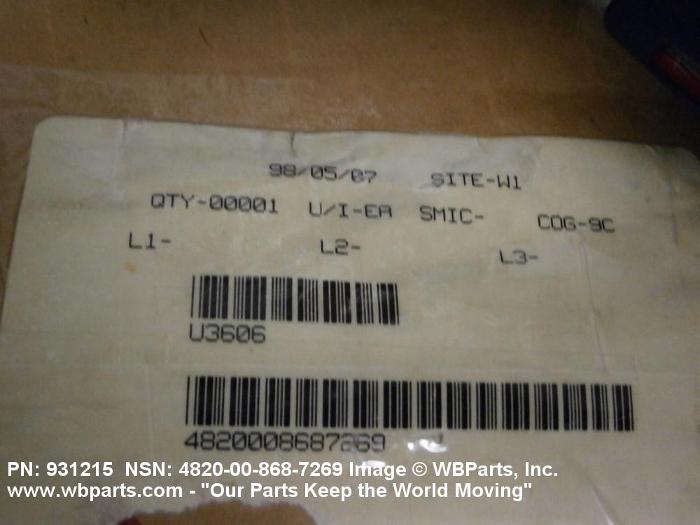 98/05/07 SITE-W1
QTY-00001 U/I-EA SMIC- COG-9C
L1- L2- L3-
U3606
4820008687269
PN: 931215 NSN: 4820-00-868-7269 Image © WBParts, Inc.
www.wbparts.com - "Our Parts Keep the World Moving"